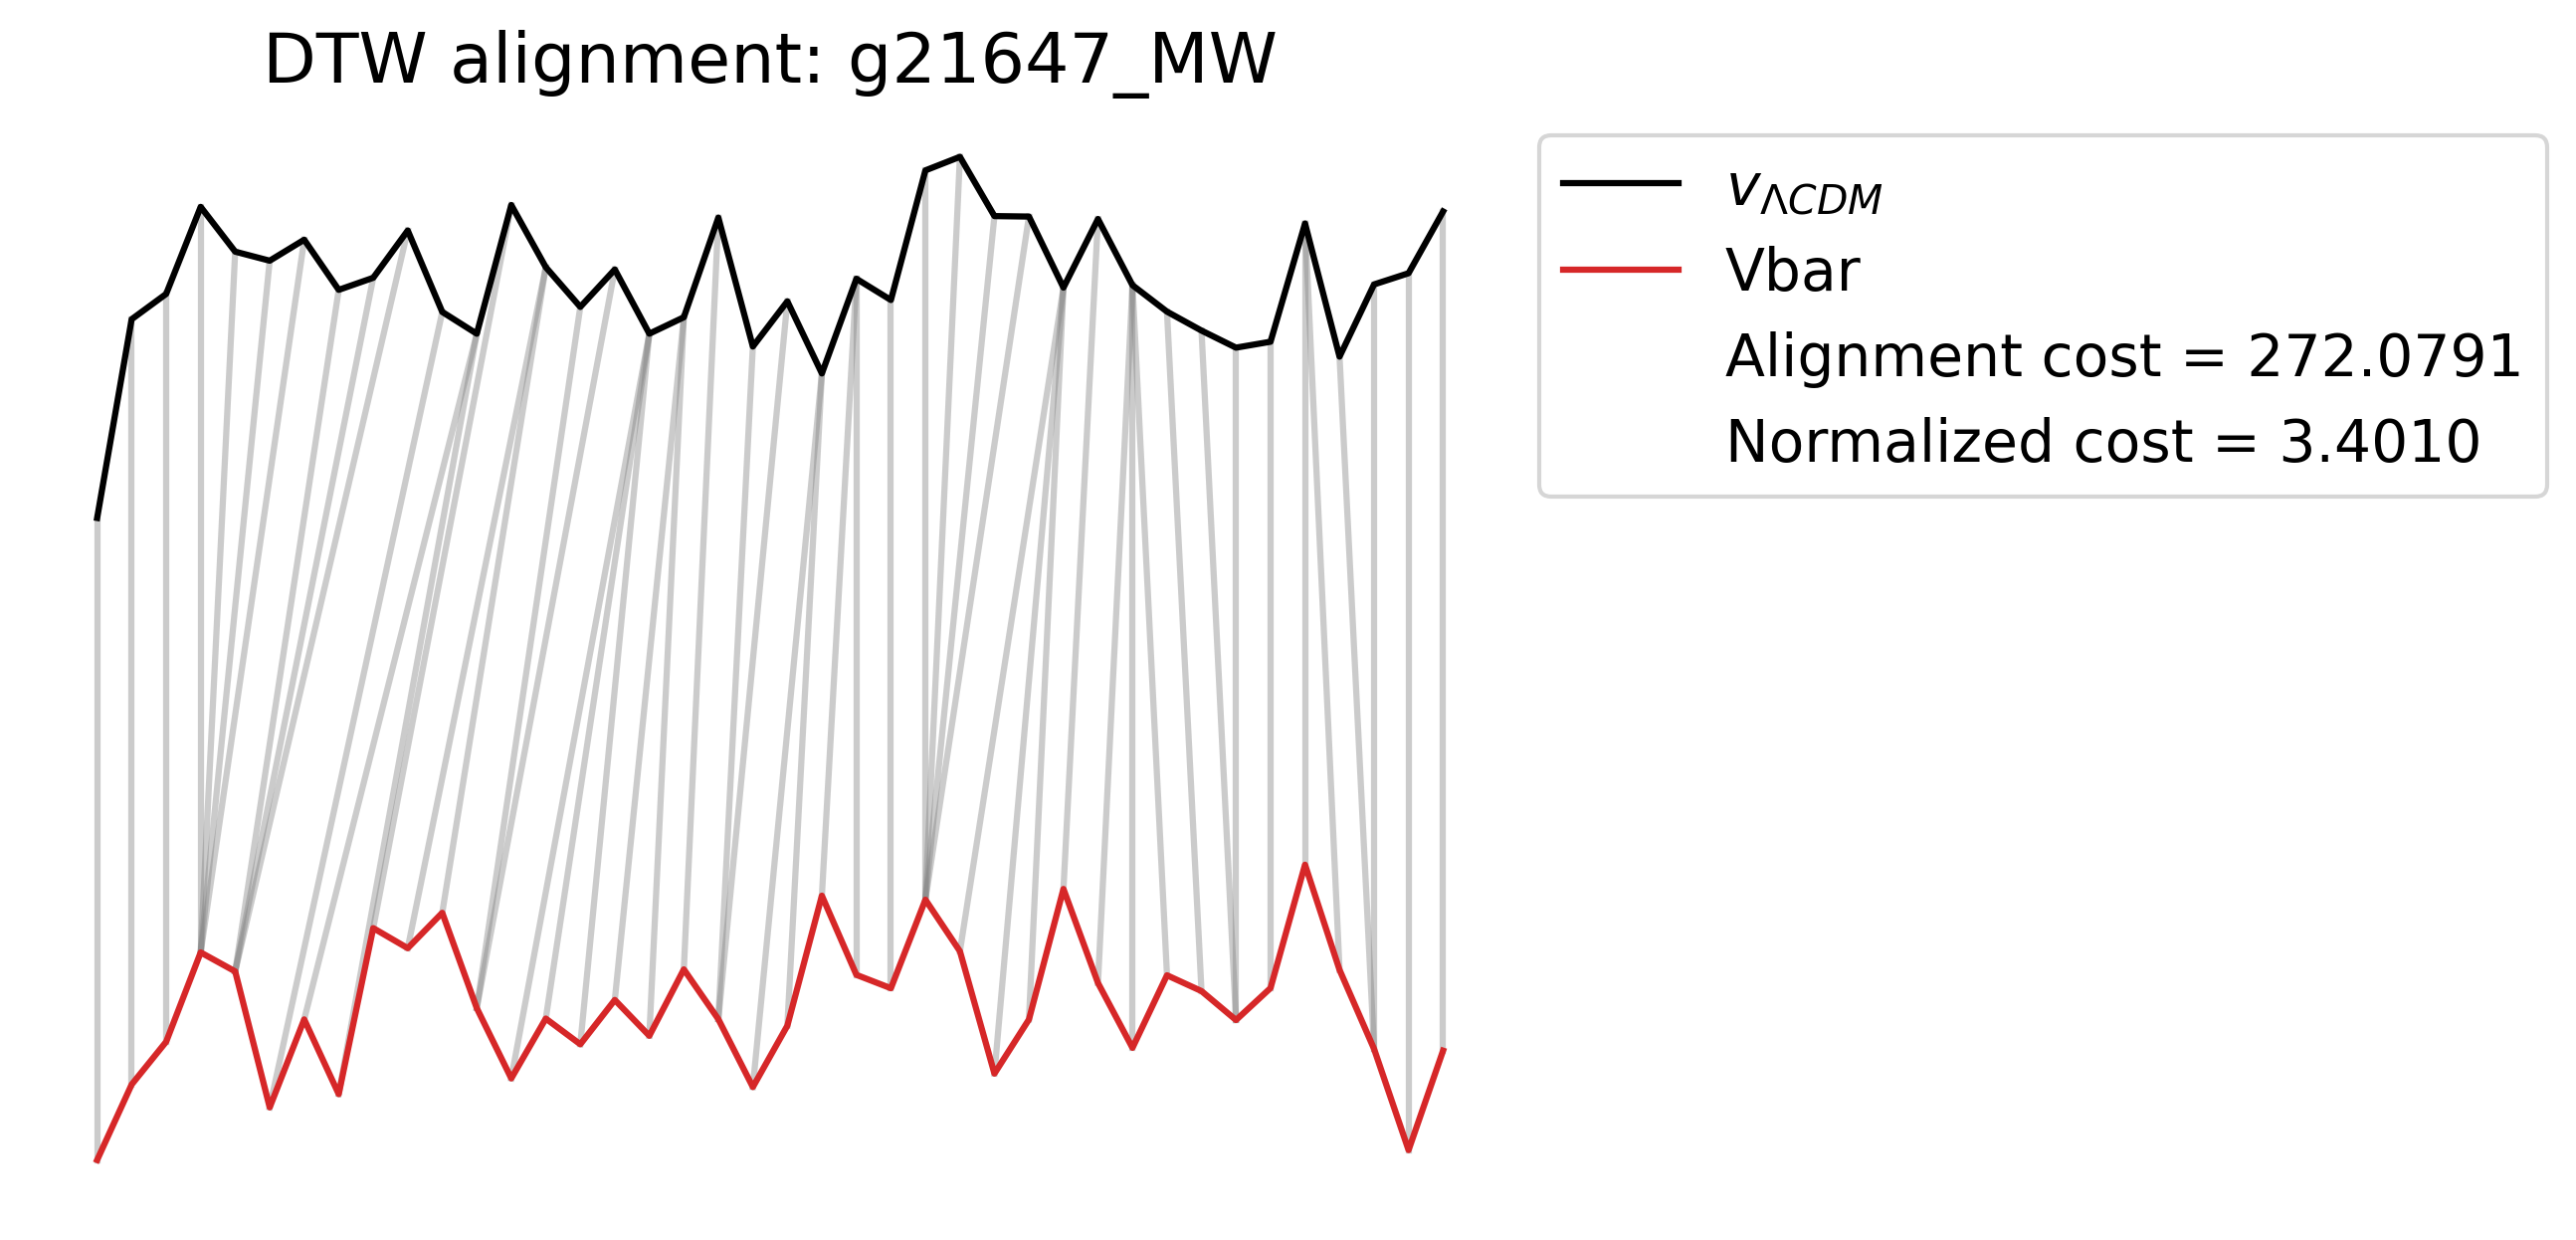 DTW alignment: g21647_MW
v_ΛCDM
Vbar
Alignment cost = 272.0791
Normalized cost = 3.4010